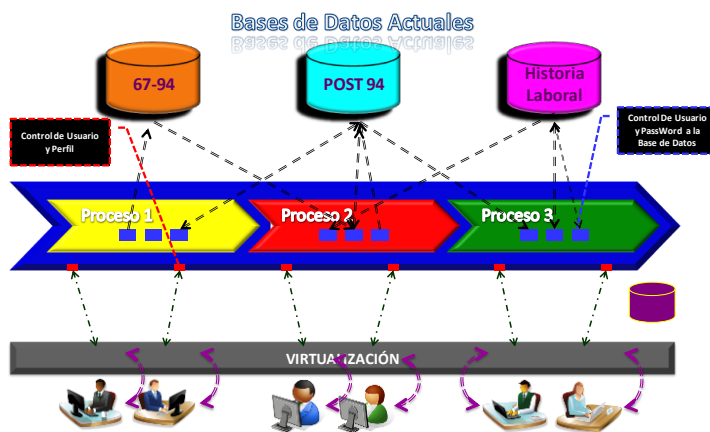 Bases de Datos Actuales
67-94
POST 94
Historia
Laboral
Control de Usuario
y Perfil
Control De Usuario
y PassWord a la
Base de Datos
Proceso 1
Proceso 2
Proceso 3
VIRTUALIZACIÓN